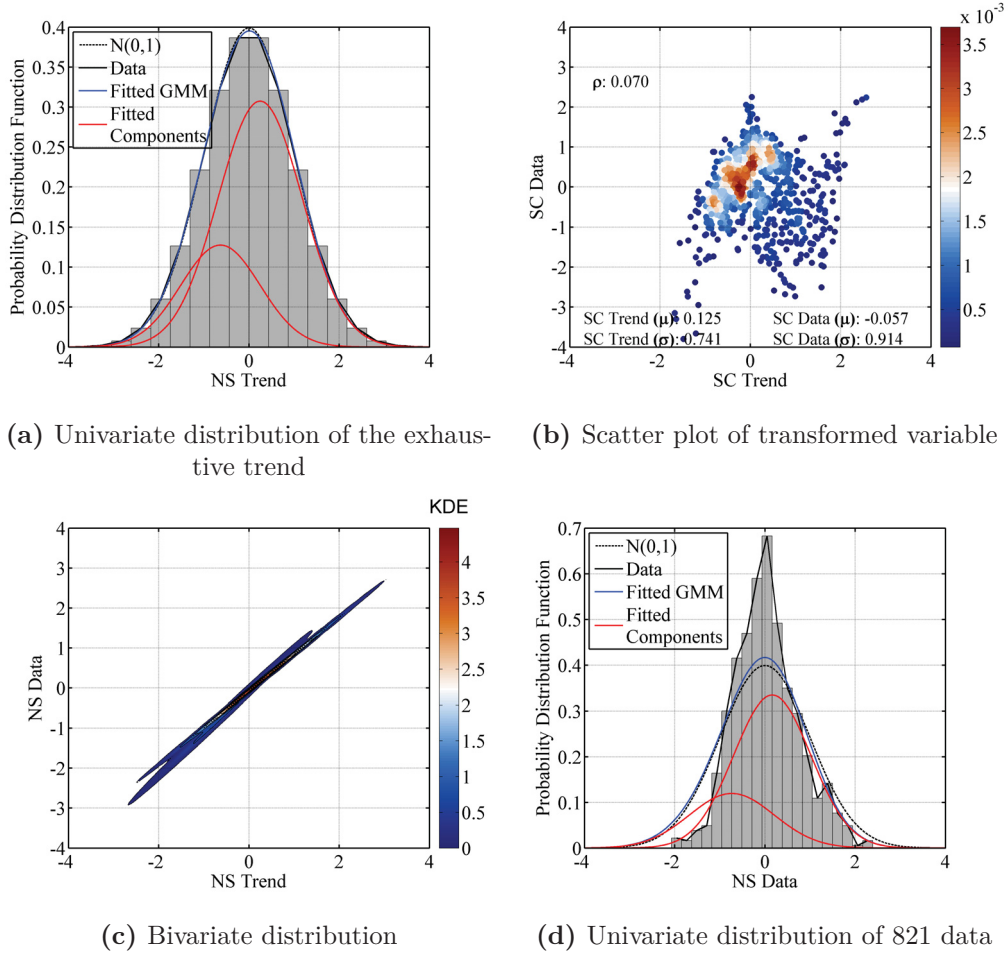 0.4
0.35
0.3
0.25
0.2
0.15
0.1
0.05
0
Probability Distribution Function
N(0,1)
Data
Fitted GMM
Fitted
Components
-4 -2 0 2 4
NS Trend
(a) Univariate distribution of the exhaus-
tive trend
4
3
2
1
0
-1
-2
-3
-4
SC Data
ρ: 0.070
SC Trend (μ): 0.125 SC Data (μ): -0.057
SC Trend (σ): 0.741 SC Data (σ): 0.914
-4 -2 0 2 4
SC Trend
x 10-3
3.5
3
2.5
2
1.5
1
0.5
(b) Scatter plot of transformed variable
4
3
2
1
0
-1
-2
-3
-4
NS Data
-4 -2 0 2 4
NS Trend
KDE
4
3.5
3
2.5
2
1.5
1
0.5
0
(c) Bivariate distribution
0.7
0.6
0.5
0.4
0.3
0.2
0.1
0
Probability Distribution Function
N(0,1)
Data
Fitted GMM
Fitted
Components
-4 -2 0 2 4
NS Data
(d) Univariate distribution of 821 data